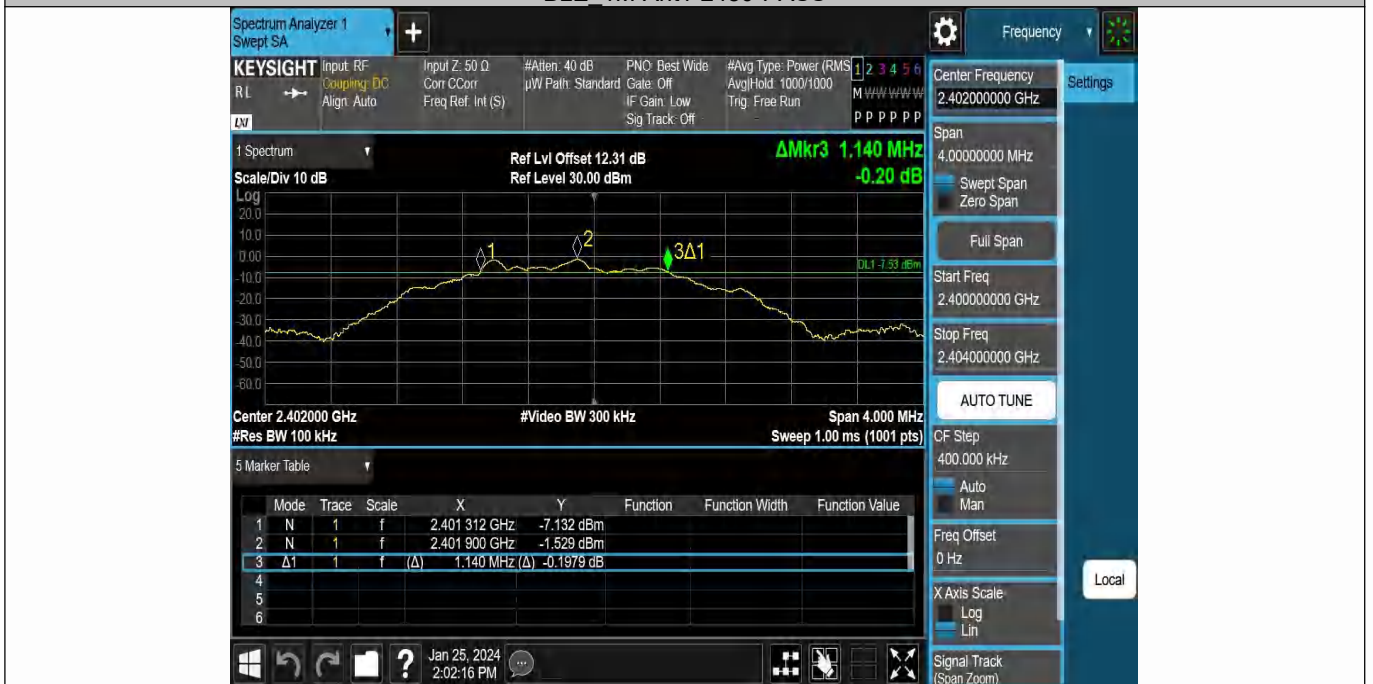 Spectrum Analyzer 1
Swept SA
+
Frequency
KEYSIGHT
RL
LXI
Input: RF
Coupling: DC
Align: Auto
Input Z: 50 Ω
Corr CCorr
Freq Ref: Int (S)
#Atten: 40 dB
µW Path: Standard
PNO: Best Wide
Gate: Off
IF Gain: Low
Sig Track: Off
#Avg Type: Power (RMS
Avg|Hold: 1000/1000
Trig: Free Run
1 2 3 4 5 6
M W W W W W
P P P P P P
Settings
Center Frequency
2.402000000 GHz
Span
4.00000000 MHz
Swept Span
Zero Span
Full Span
Start Freq
2.400000000 GHz
Stop Freq
2.404000000 GHz
AUTO TUNE
CF Step
400.000 kHz
Auto
Man
Freq Offset
0 Hz
X Axis Scale
Log
Lin
Signal Track
(Span Zoom)
Local
1 Spectrum
Scale/Div 10 dB
Ref Lvl Offset 12.31 dB
Ref Level 30.00 dBm
ΔMkr3 1.140 MHz
-0.20 dB
Log
20.0
10.0
0.00
-10.0
-20.0
-30.0
-40.0
-50.0
-60.0
1
2
3Δ1
DL1 -7.53 dBm
Center 2.402000 GHz
#Video BW 300 kHz
Span 4.000 MHz
#Res BW 100 kHz
Sweep 1.00 ms (1001 pts)
5 Marker Table
Mode Trace Scale X Y Function Function Width Function Value
1 N 1 f 2.401 312 GHz -7.132 dBm
2 N 1 f 2.401 900 GHz -1.529 dBm
3 Δ1 1 f (Δ) 1.140 MHz (Δ) -0.1979 dB
4
5
6
?
Jan 25, 2024
2:02:16 PM